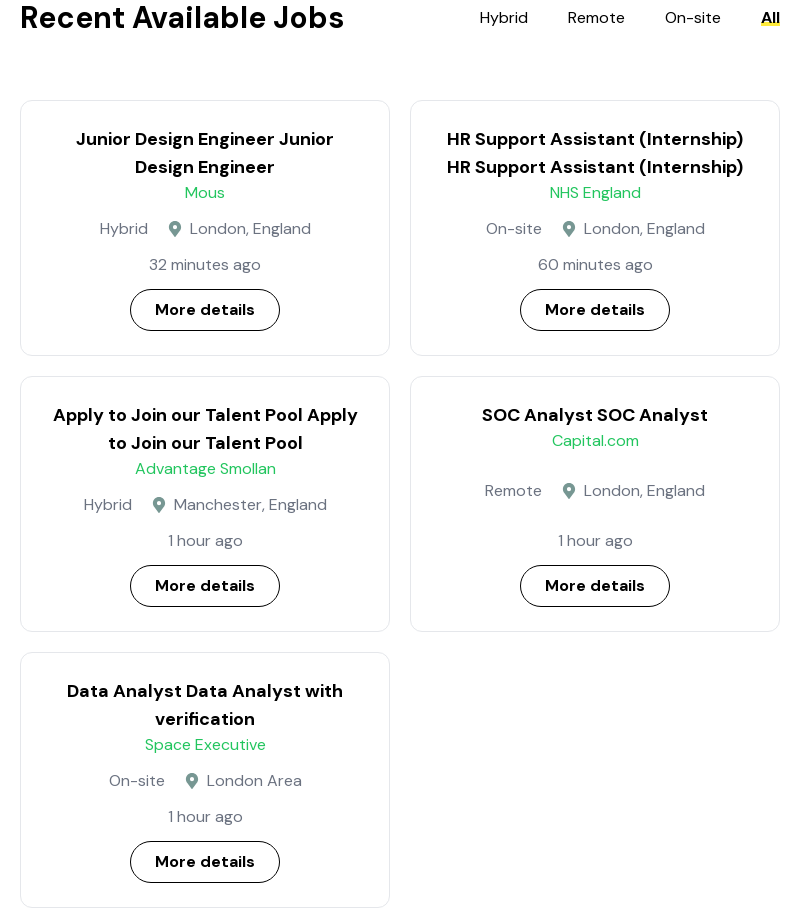 Recent Available Jobs
Hybrid Remote On-site All
Junior Design Engineer Junior
Design Engineer
Mous
Hybrid London, England
32 minutes ago
More details
HR Support Assistant (Internship)
HR Support Assistant (Internship)
NHS England
On-site London, England
60 minutes ago
More details
Apply to Join our Talent Pool Apply
to Join our Talent Pool
Advantage Smollan
Hybrid Manchester, England
1 hour ago
More details
SOC Analyst SOC Analyst
Capital.com
Remote London, England
1 hour ago
More details
Data Analyst Data Analyst with
verification
Space Executive
On-site London Area
1 hour ago
More details